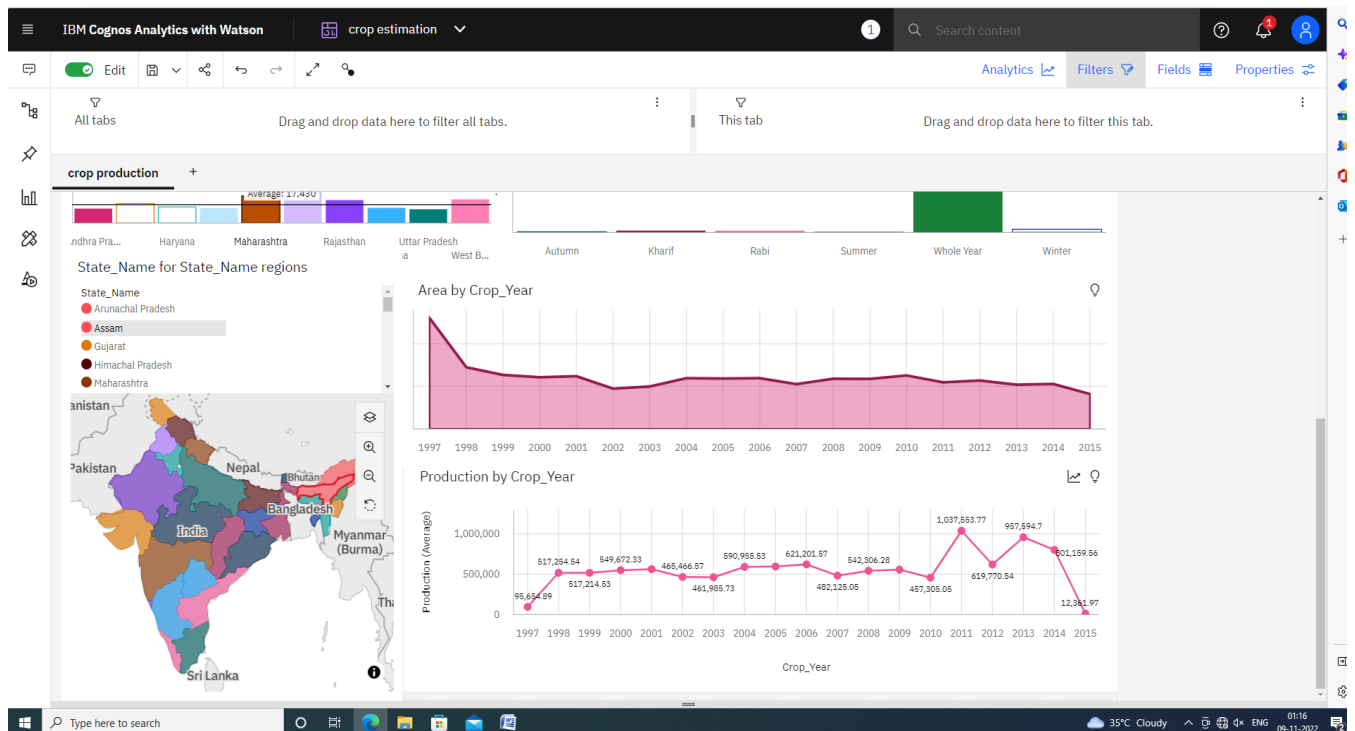 IBM Cognos Analytics with Watson
crop estimation
1
Search content
1
Edit
Analytics
Filters
Fields
Properties
All tabs
Drag and drop data here to filter all tabs.
This tab
Drag and drop data here to filter this tab.
crop production
+
Average: 17,430
.ndhra Pra...
Haryana
Maharashtra
Rajasthan
Uttar Pradesh
West B...
Autumn
Kharif
Rabi
Summer
Whole Year
Winter
State_Name for State_Name regions
State_Name
Arunachal Pradesh
Assam
Gujarat
Himachal Pradesh
Maharashtra
anistan
Pakistan
Nepal
Bhutan
Bangladesh
India
Myanmar
(Burma)
Tha
Sri Lanka
Area by Crop_Year
1997 1998 1999 2000 2001 2002 2003 2004 2005 2006 2007 2008 2009 2010 2011 2012 2013 2014 2015
Production by Crop_Year
Production (Average)
1,000,000
500,000
0
95,654.89
517,254.54
517,214.53
549,672.33
465,466.57
461,985.73
590,955.53
621,201.57
482,125.05
542,306.28
457,305.05
1,037,553.77
619,770.54
957,594.7
801,159.56
12,361.97
1997 1998 1999 2000 2001 2002 2003 2004 2005 2006 2007 2008 2009 2010 2011 2012 2013 2014 2015
Crop_Year
Type here to search
35°C Cloudy
ENG
01:16
09-11-2022
2